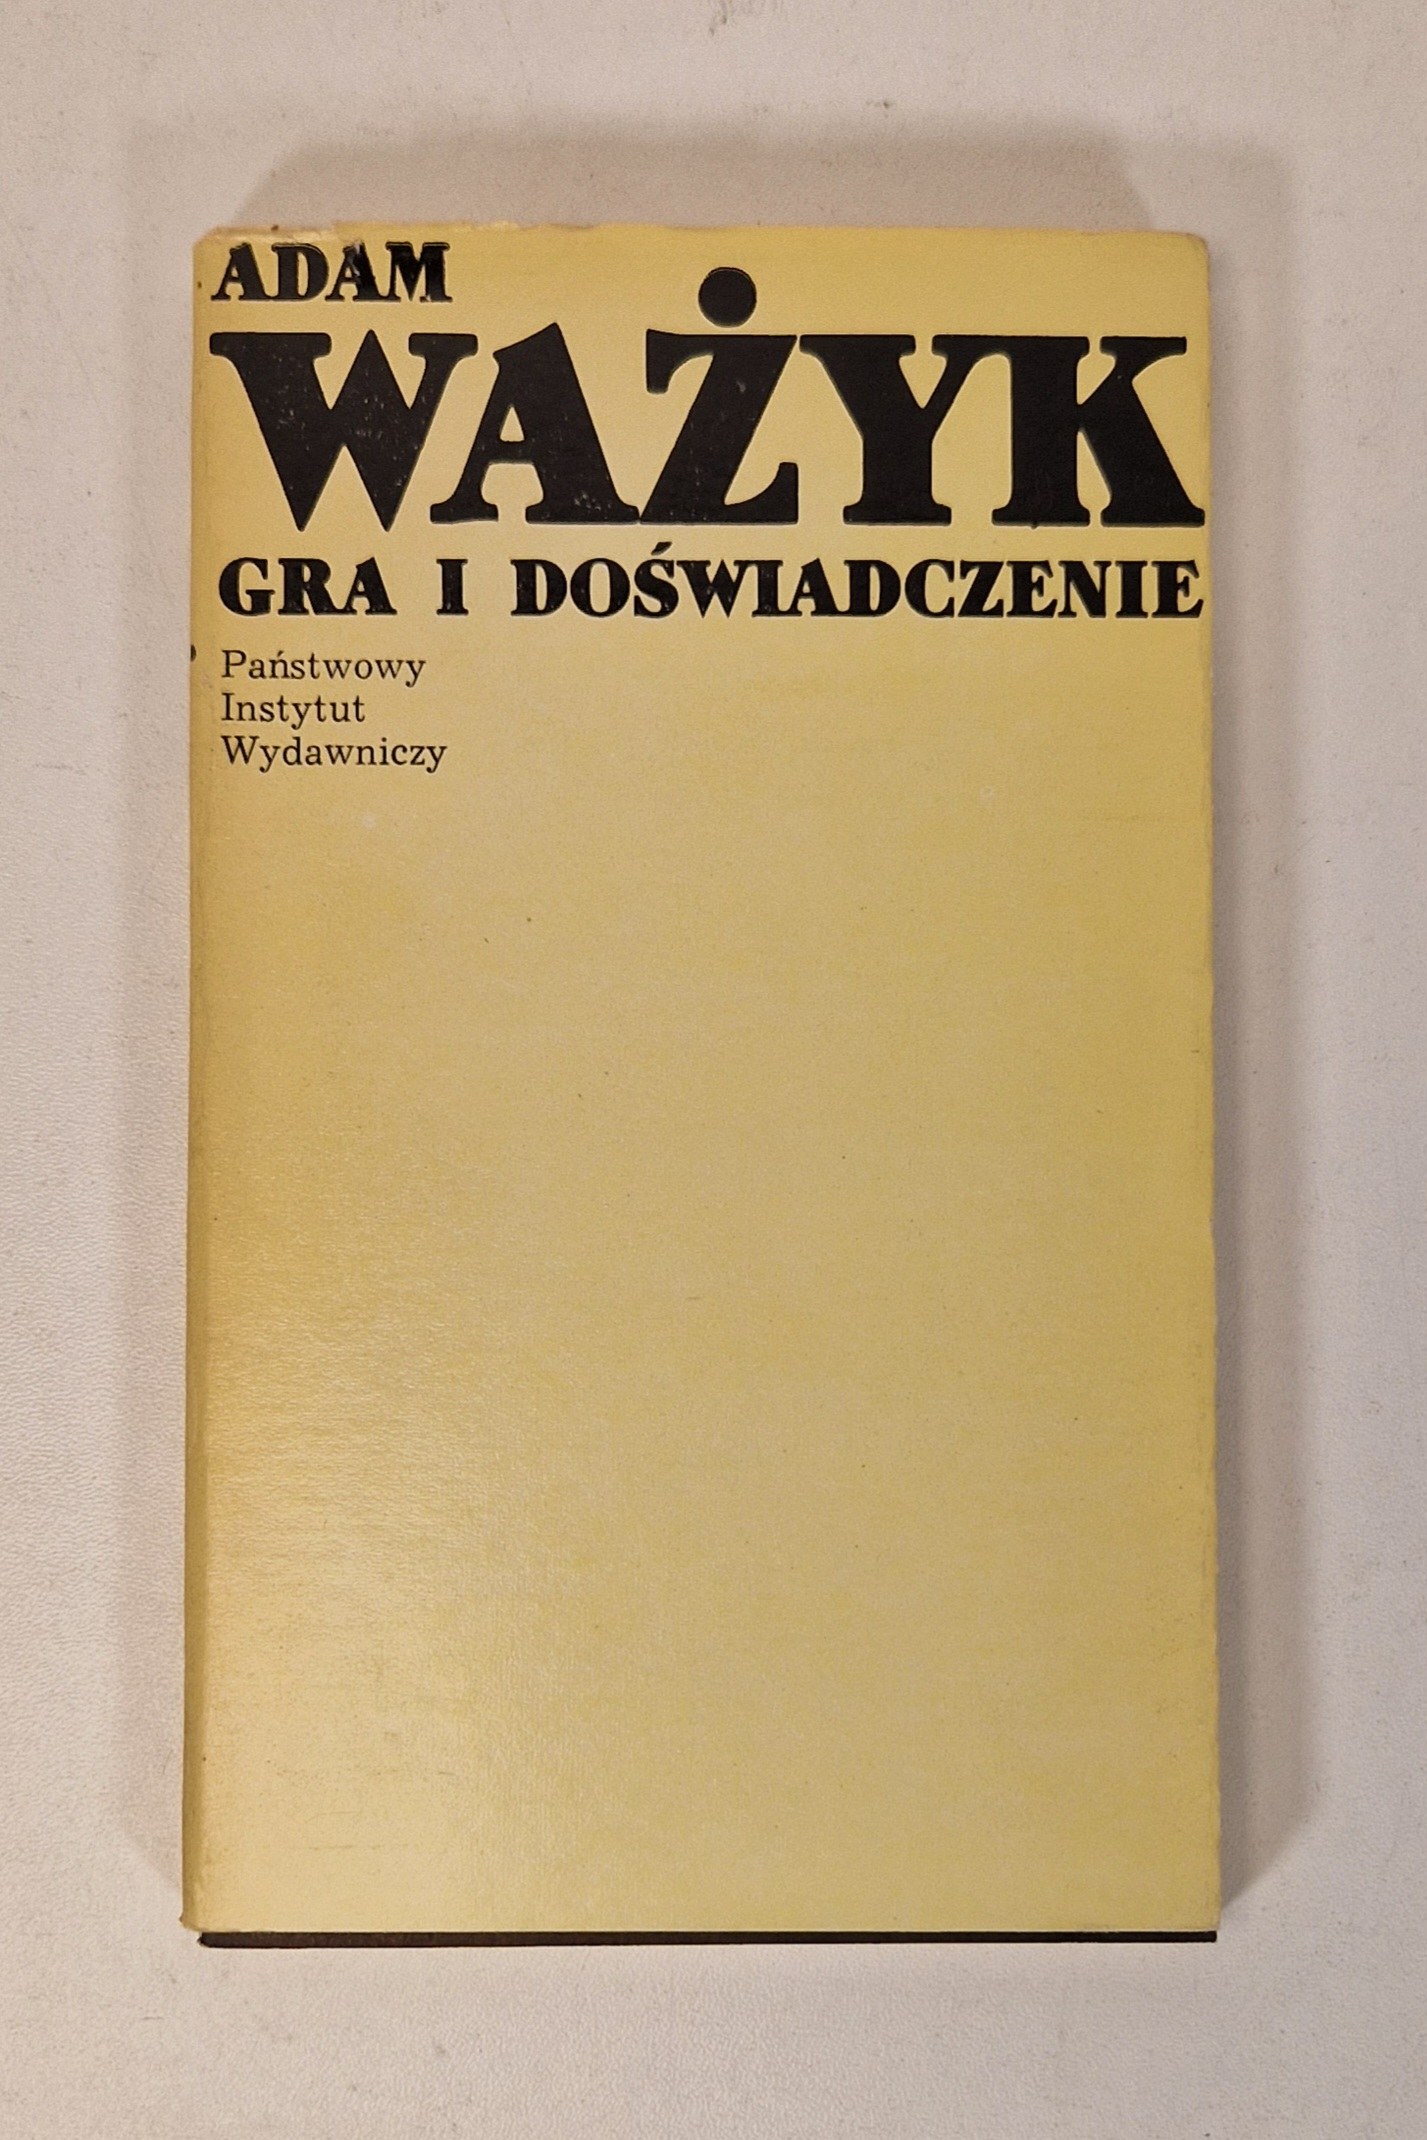 ADAM
WAŻYK
GRA I DOŚWIADCZENIE
Państwowy
Instytut
Wydawniczy